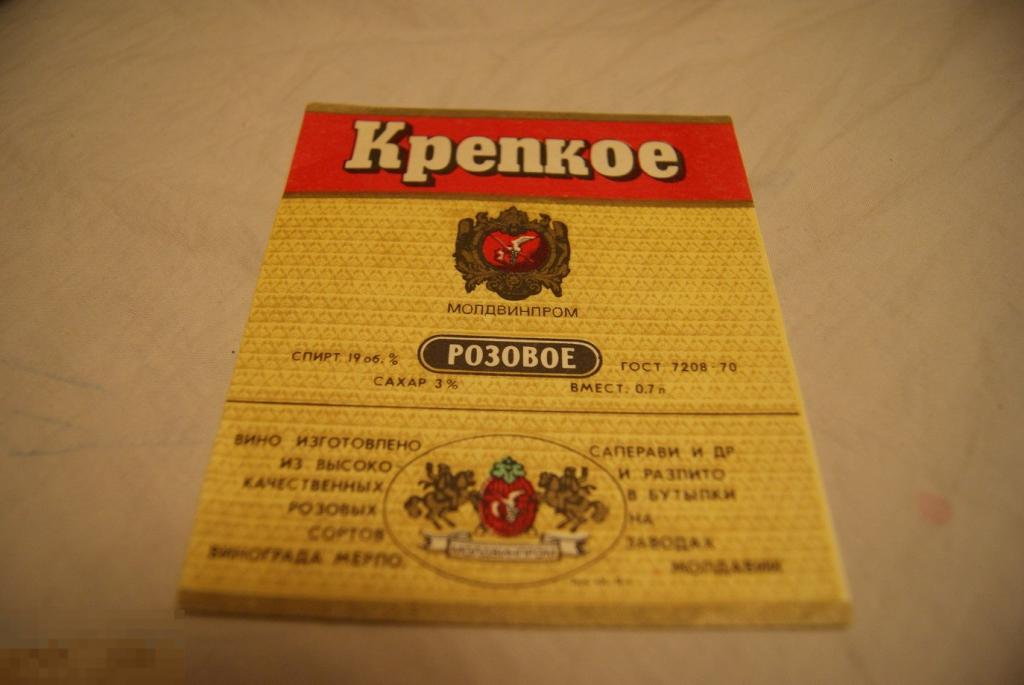 Крепкое
МОЛДВИНПРОМ
СПИРТ 19 об. %
РОЗОВОЕ
ГОСТ 7208-70
САХАР 3 %
ВМЕСТ. 0.7 л
ВИНО ИЗГОТОВЛЕНО
ИЗ ВЫСОКО-
КАЧЕСТВЕННЫХ
РОЗОВЫХ
СОРТОВ
ВИНОГРАДА МЕРЛО,
МОЛДВИНПРОМ
САПЕРАВИ И ДР.
И РАЗЛИТО
В БУТЫЛКИ
НА
ЗАВОДАХ
МОЛДАВИИ